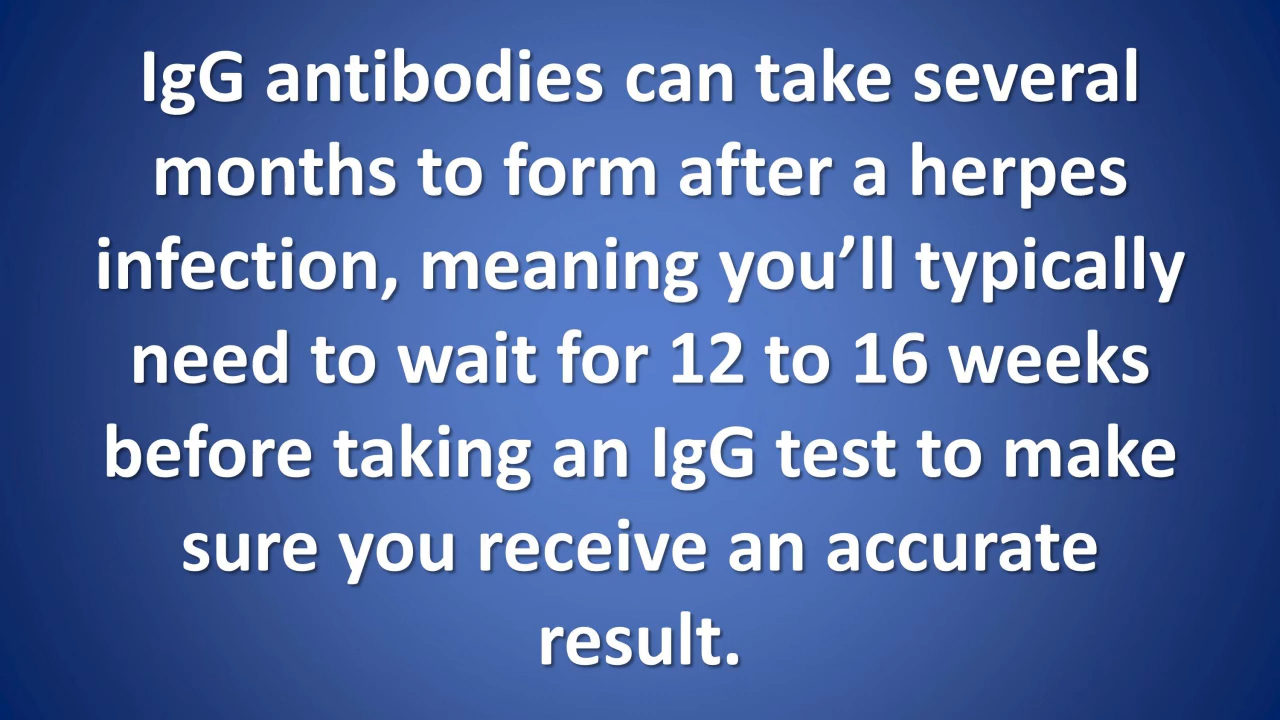 IgG antibodies can take several
months to form after a herpes
infection, meaning you’ll typically
need to wait for 12 to 16 weeks
before taking an IgG test to make
sure you receive an accurate
result.